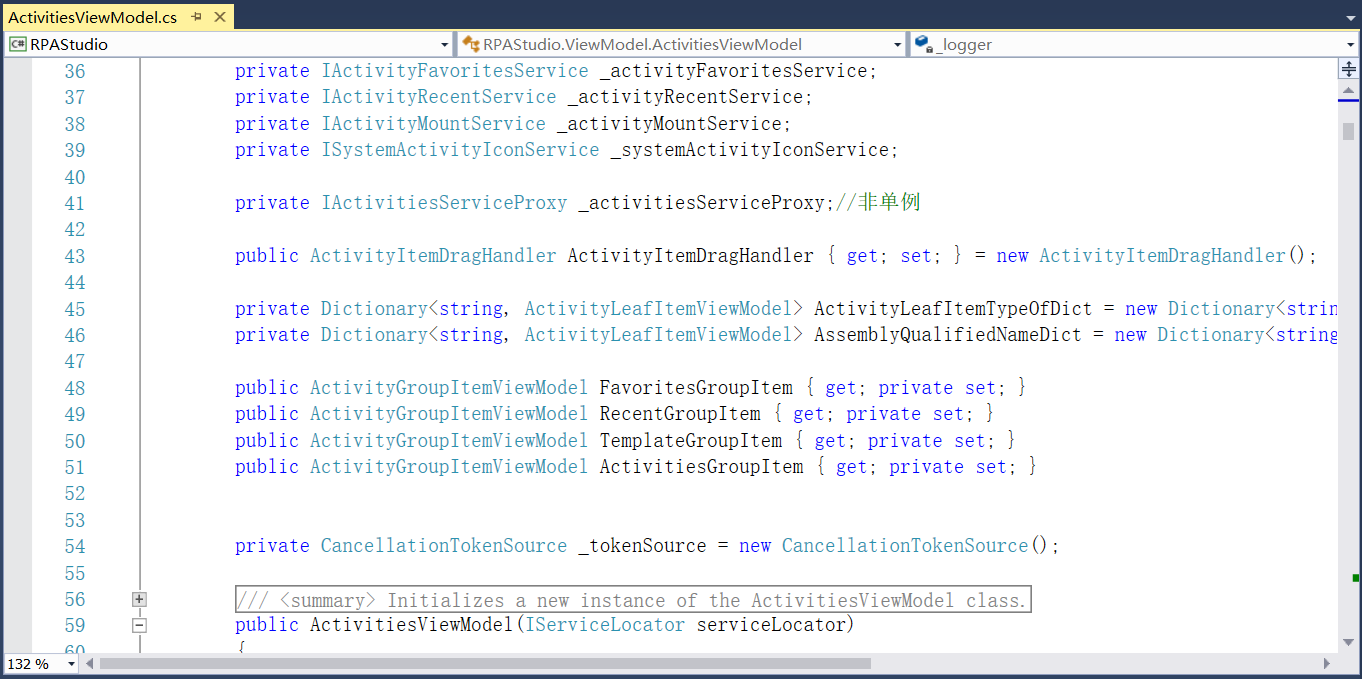 ActivitiesViewModel.cs
C# RPAStudio RPAStudio.ViewModel.ActivitiesViewModel _logger
36 private IActivityFavoritesService _activityFavoritesService;
37 private IActivityRecentService _activityRecentService;
38 private IActivityMountService _activityMountService;
39 private ISystemActivityIconService _systemActivityIconService;
40
41 private IActivitiesServiceProxy _activitiesServiceProxy;//非单例
42
43 public ActivityItemDragHandler ActivityItemDragHandler { get; set; } = new ActivityItemDragHandler();
44
45 private Dictionary<string, ActivityLeafItemViewModel> ActivityLeafItemTypeOfDict = new Dictionary<strin
46 private Dictionary<string, ActivityLeafItemViewModel> AssemblyQualifiedNameDict = new Dictionary<string
47
48 public ActivityGroupItemViewModel FavoritesGroupItem { get; private set; }
49 public ActivityGroupItemViewModel RecentGroupItem { get; private set; }
50 public ActivityGroupItemViewModel TemplateGroupItem { get; private set; }
51 public ActivityGroupItemViewModel ActivitiesGroupItem { get; private set; }
52
53
54 private CancellationTokenSource _tokenSource = new CancellationTokenSource();
55
56 /// <summary> Initializes a new instance of the ActivitiesViewModel class.
59 public ActivitiesViewModel(IServiceLocator serviceLocator)
60 {
132 %